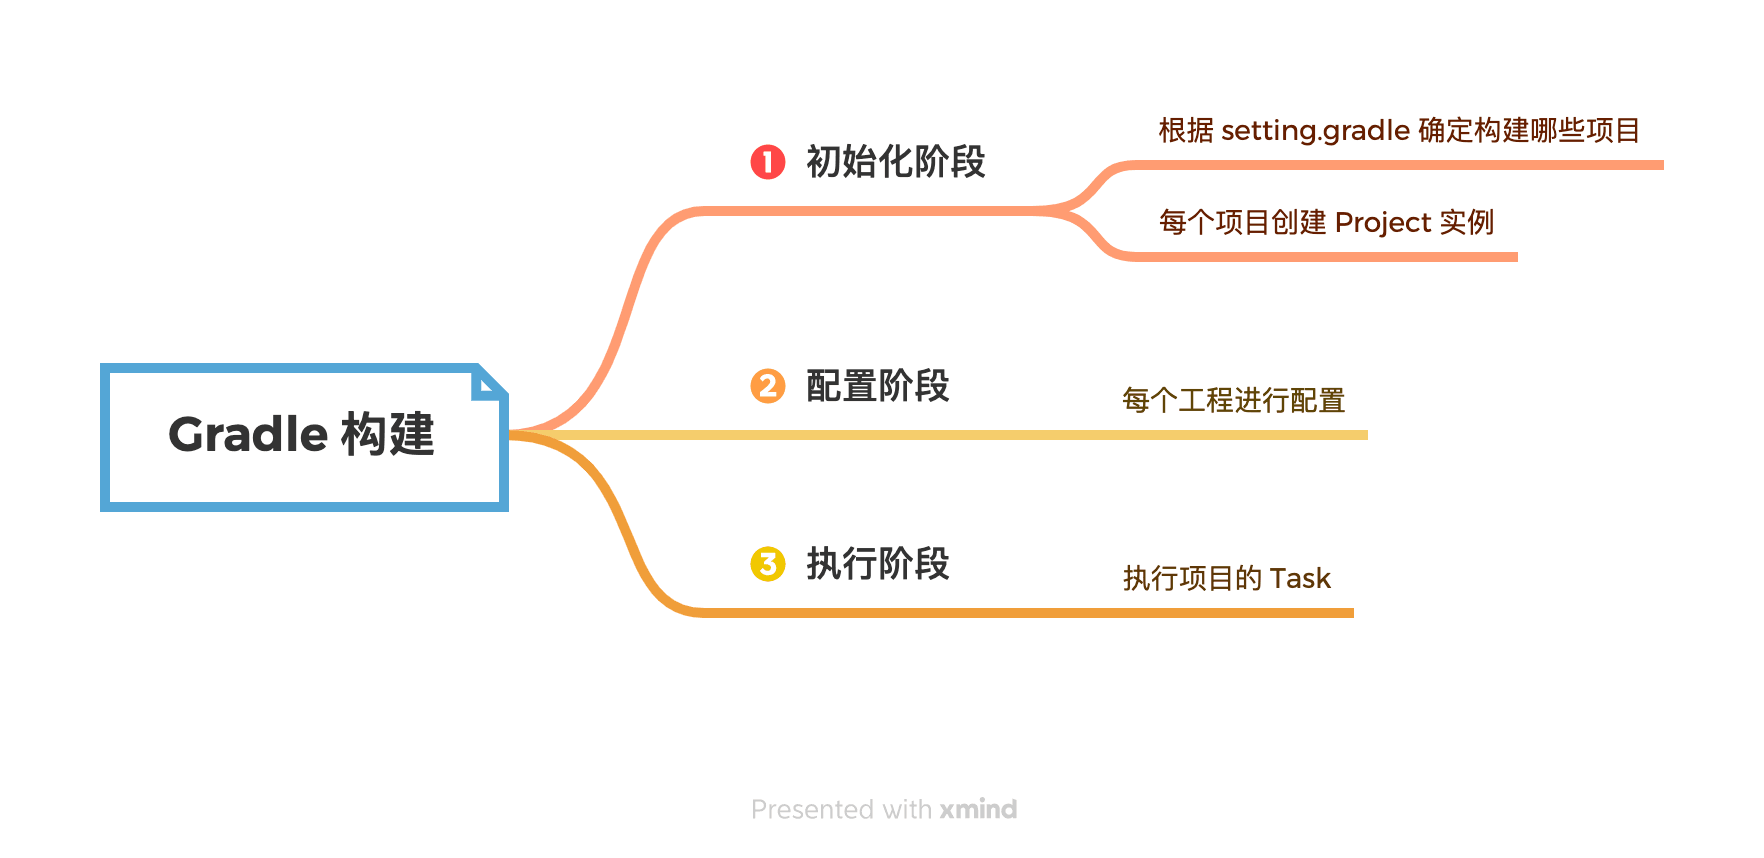 Gradle 构建
1 初始化阶段
根据 setting.gradle 确定构建哪些项目
每个项目创建 Project 实例
2 配置阶段
每个工程进行配置
3 执行阶段
执行项目的 Task
Presented with xmind